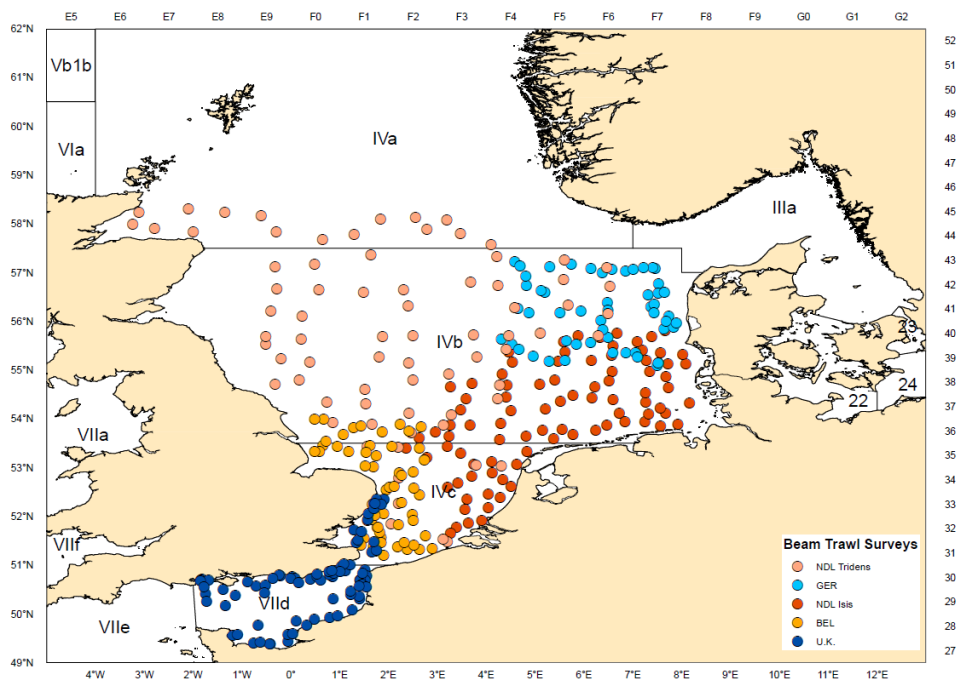 E5 E6 E7 E8 E9 F0 F1 F2 F3 F4 F5 F6 F7 F8 F9 G0 G1 G2
62°N
52
Vb1b
51
61°N
50
49
60°N
IVa
48
VIa
47
59°N
46
IIIa
45
58°N
44
43
57°N
42
41
56°N
23
40
IVb
39
55°N
38
24
22
37
54°N
36
VIIa
35
53°N
34
IVc
33
52°N
32
VIIf
31
51°N
30
VIId
29
50°N
VIIe
28
27
49°N
Beam Trawl Surveys
NDL Tridens
GER
NDL Isis
BEL
U.K.
4°W 3°W 2°W 1°W 0° 1°E 2°E 3°E 4°E 5°E 6°E 7°E 8°E 9°E 10°E 11°E 12°E